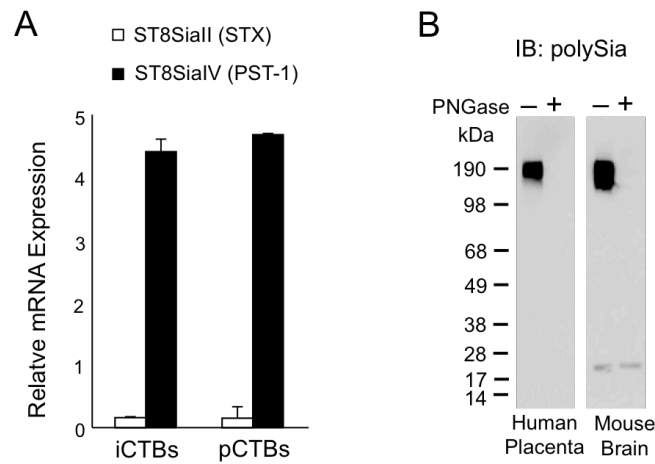 A
ST8SiaII (STX)
ST8SiaIV (PST-1)
Relatve mRNA Expression
5
4
3
2
1
0
iCTBs
pCTBs
B
IB: polySia
PNGase – + – +
kDa
190
98
68
49
38
28
17
14
Human Placenta
Mouse Brain